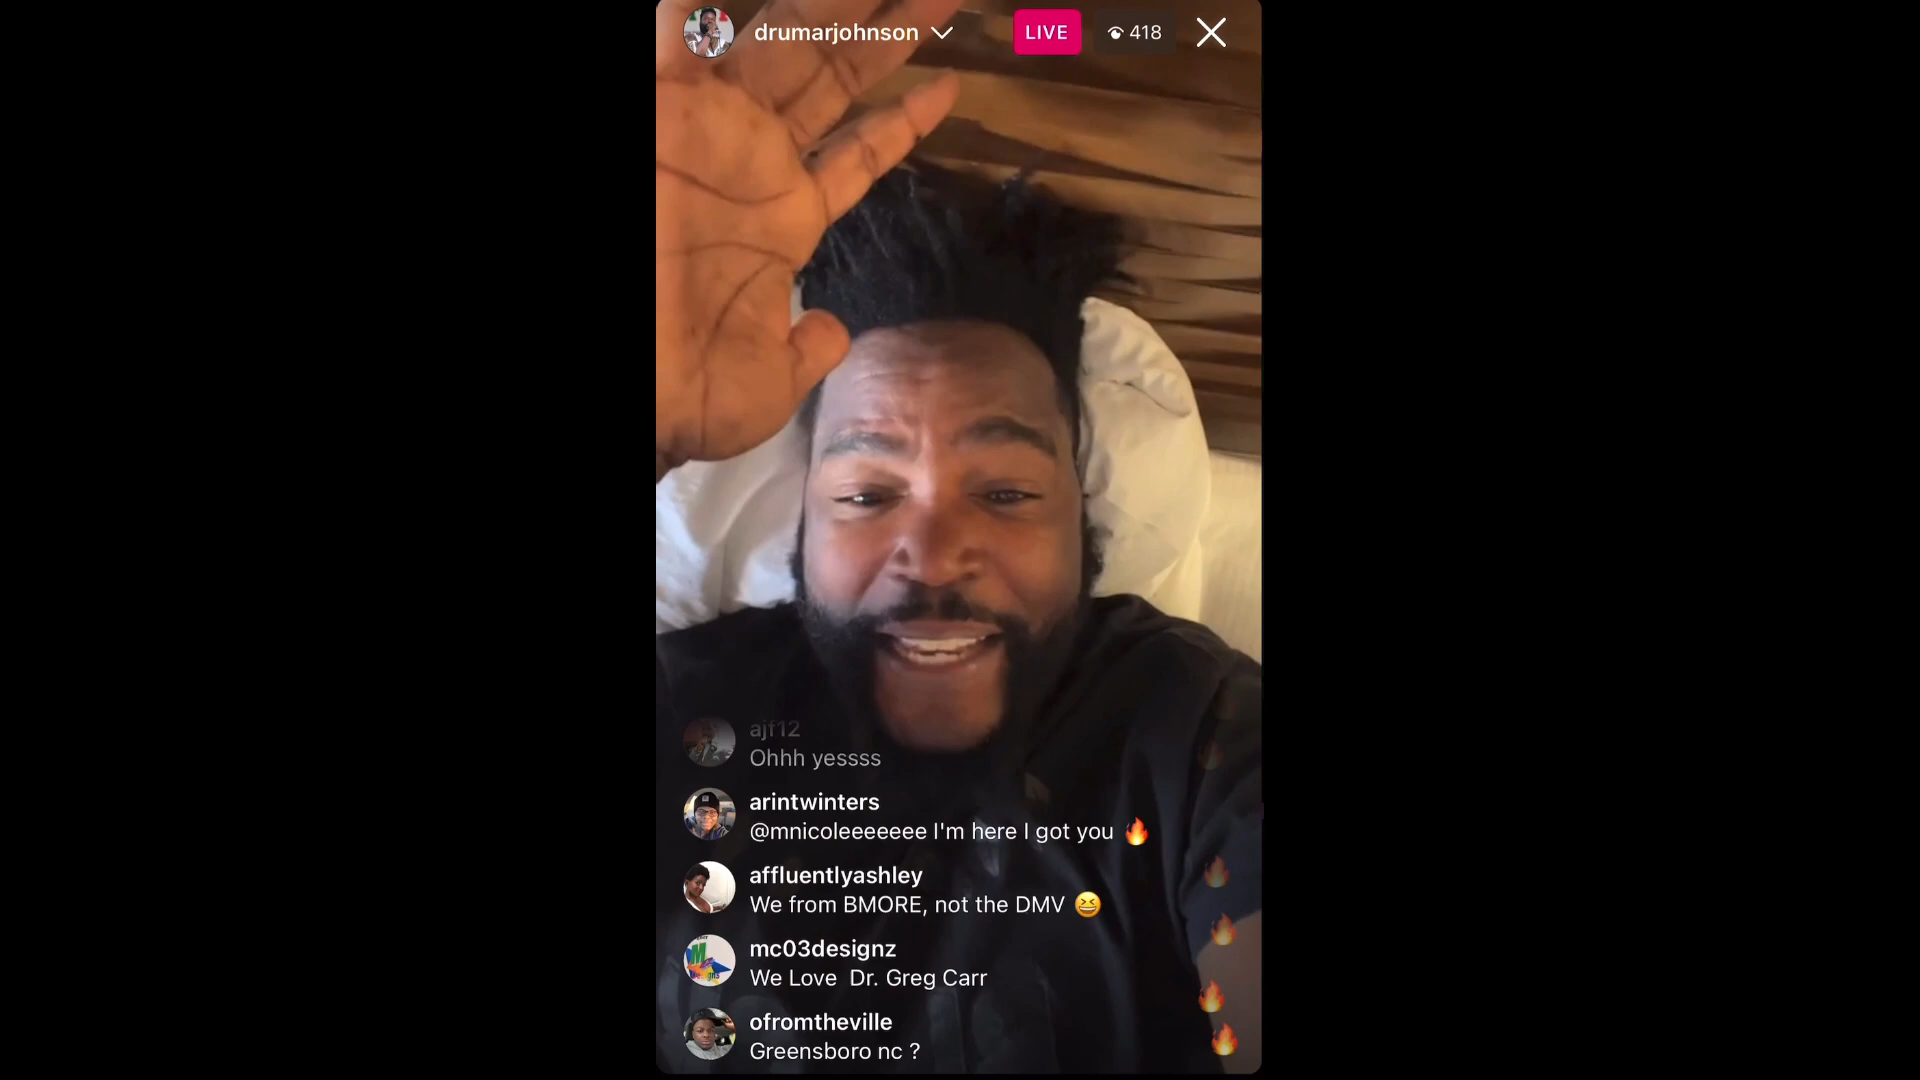 drumarjohnson
LIVE
418
ajf12
Ohhh yessss
arintwinters
@mnicoleeeeeee I'm here I got you 🔥
affluentlyashley
We from BMORE, not the DMV 😆
mc03designz
We Love Dr. Greg Carr
ofromtheville
Greensboro nc ?